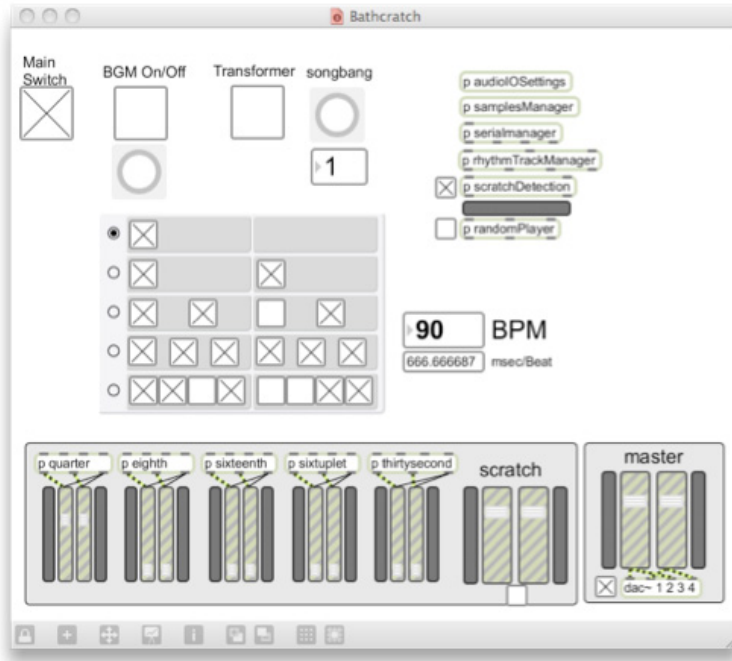 Bathcratch
Main
Switch
BGM On/Off
Transformer
songbang
1
p audioIOSettings
p samplesManager
p serialmanager
p rhythmTrackManager
p scratchDetection
p randomPlayer
90 BPM
666.666687 msec/Beat
p quarter
p eighth
p sixteenth
p sixtuplet
p thirtysecond
scratch
master
dac~ 1 2 3 4